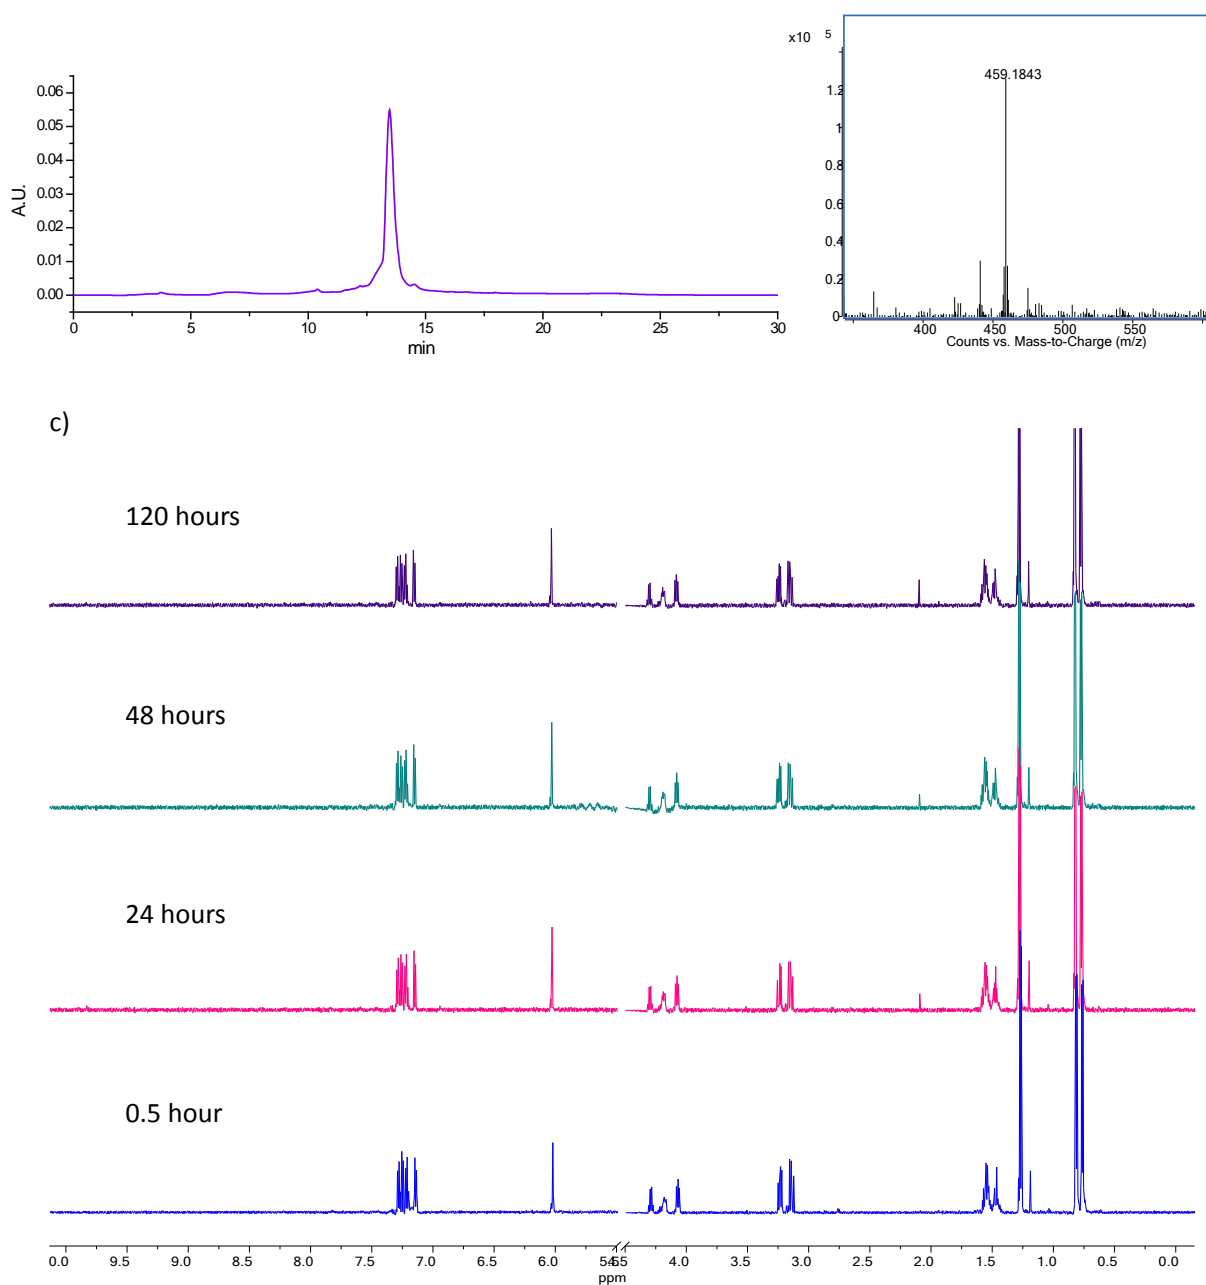 x10 5
459.1843
1.2
1
0.8
0.6
0.4
0.2
0
400 450 500 550
Counts vs. Mass-to-Charge (m/z)
0.06
0.05
0.04
0.03
0.02
0.01
0.00
A.U.
0 5 10 15 20 25 30
min
c)
120 hours
48 hours
24 hours
0.5 hour
0.0 9.5 9.0 8.5 8.0 7.5 7.0 6.5 6.0 4.0 3.5 3.0 2.5 2.0 1.5 1.0 0.5 0.0
ppm